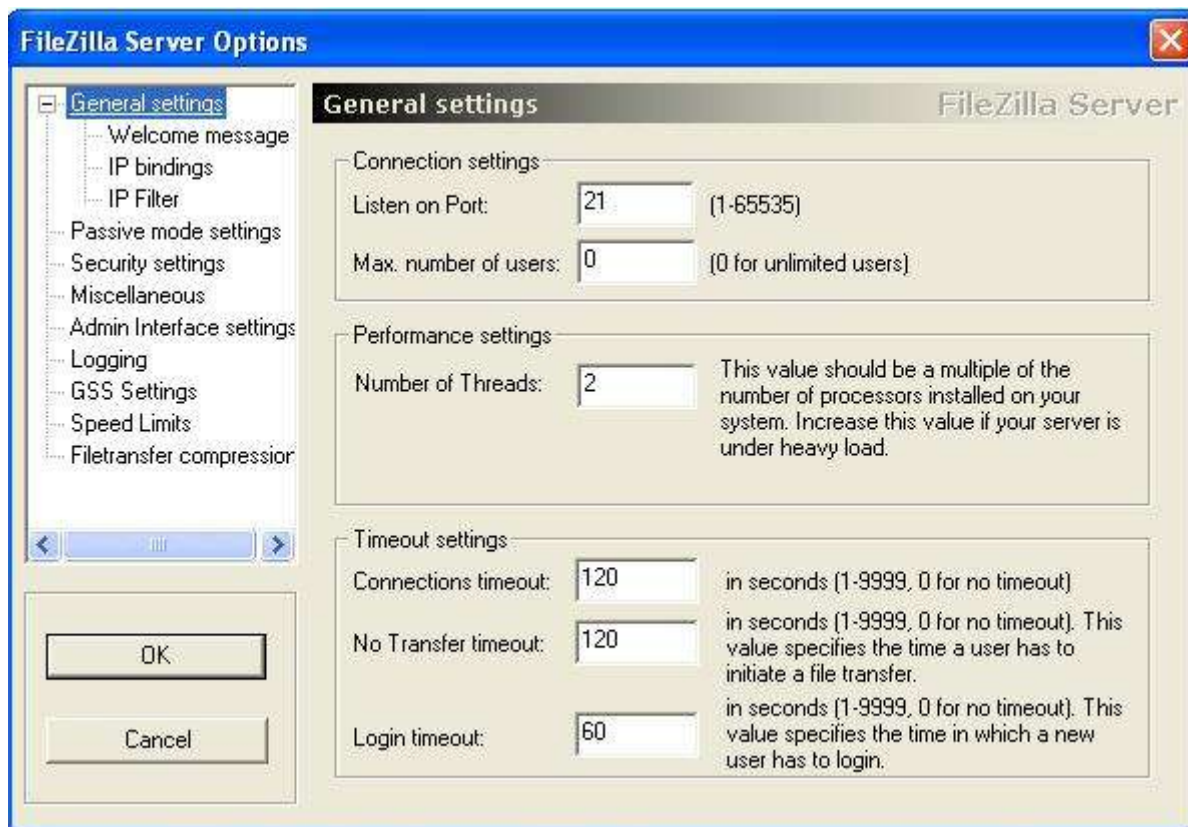 FileZilla Server Options
General settings
Welcome message
IP bindings
IP Filter
Passive mode settings
Security settings
Miscellaneous
Admin Interface settings
Logging
GSS Settings
Speed Limits
Filetransfer compression
OK
Cancel
General settings FileZilla Server
Connection settings
Listen on Port: 21 (1-65535)
Max. number of users: 0 (0 for unlimited users)
Performance settings
Number of Threads: 2 This value should be a multiple of the
number of processors installed on your
system. Increase this value if your server is
under heavy load.
Timeout settings
Connections timeout: 120 in seconds (1-9999, 0 for no timeout)
in seconds (1-9999, 0 for no timeout). This
No Transfer timeout: 120 value specifies the time a user has to
initiate a file transfer.
in seconds (1-9999, 0 for no timeout). This
Login timeout: 60 value specifies the time in which a new
user has to login.